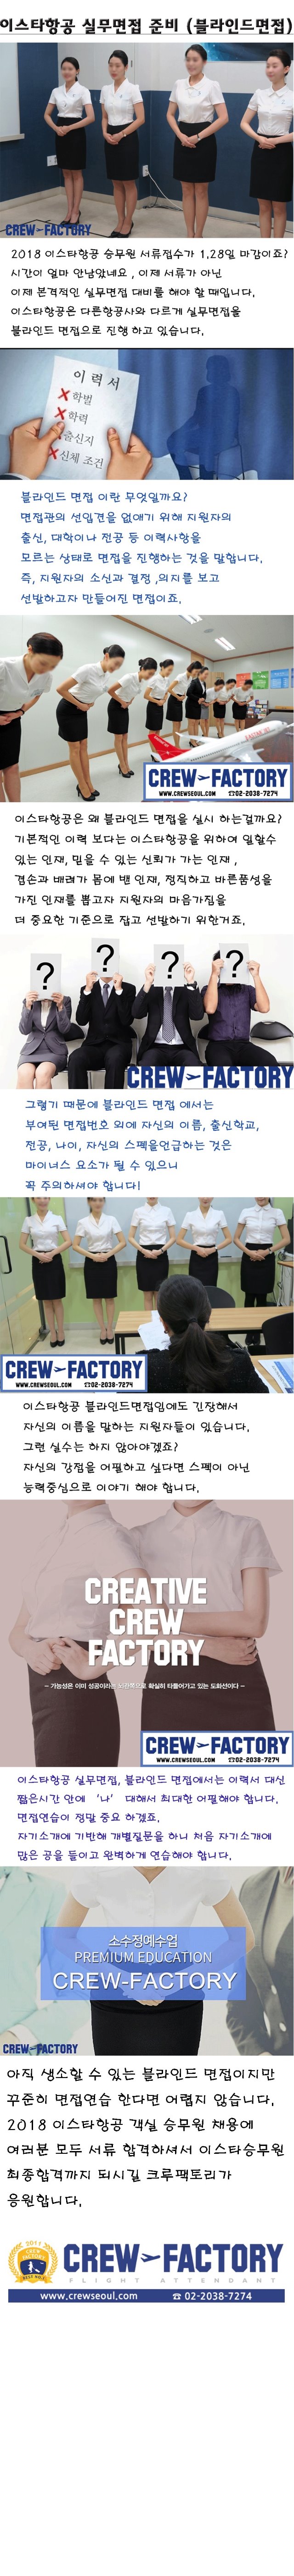 이스타항공 실무면접 준비 (블라인드면접)
CREW-FACTORY
2018 이스타항공 승무원 서류접수가 1.28일 마감이죠?
시간이 얼마 안남았네요 , 이제 서류가 아닌
이제 본격적인 실무면접 대비를 해야 할 때입니다.
이스타항공은 다른항공사와 다르게 실무면접을
블라인드 면접으로 진행 하고 있습니다.
이 력 서
학벌
학력
출신지
신체 조건
블라인드 면접 이란 무엇일까요?
면접관의 선입견을 없애기 위해 지원자의
출신, 대학이나 전공 등 이력사항을
모르는 상태로 면접을 진행하는 것을 말합니다.
즉, 지원자의 소신과 결정 ,의지를 보고
선발하고자 만들어진 면접이죠.
CREW-FACTORY
WWW.CREWSEOUL.COM ☎02-2038-7274
이스타항공은 왜 블라인드 면접을 실시 하는걸까요?
기본적인 이력 보다는 이스타항공을 위하여 일할수
있는 인재, 믿을 수 있는 신뢰가 가는 인재 ,
겸손과 배려가 몸에 밴 인재, 정직하고 바른품성을
가진 인재를 뽑고자 지원자의 마음가짐을
더 중요한 기준으로 잡고 선발하기 위한거죠.
? ? ? ?
CREW-FACTORY
그렇기 때문에 블라인드 면접 에서는
부여된 면접번호 외에 자신의 이름, 출신학교,
전공, 나이, 자신의 스펙을언급하는 것은
마이너스 요소가 될 수 있으니
꼭 주의하셔야 합니다!
CREW-FACTORY
WWW.CREWSEOUL.COM ☎02-2038-7274
이스타항공 블라인드면접임에도 긴장해서
자신의 이름을 말하는 지원자들이 있습니다.
그런 실수는 하지 않아야겠죠?
자신의 강점을 어필하고 싶다면 스펙이 아닌
능력중심으로 이야기 해야 합니다.
CREATIVE
CREW
FACTORY
– 가능성은 이미 성공이라는 뇌관쪽으로 확실히 타들어가고 있는 도화선이다 –
CREW-FACTORY
WWW.CREWSEOUL.COM ☎02-2038-7274
이스타항공 실무면접, 블라인드 면접에서는 이력서 대신
짧은시간 안에 ‘나’ 대해서 최대한 어필해야 합니다.
면접연습이 정말 중요 하겠죠.
자기소개에 기반해 개별질문을 하니 처음 자기소개에
많은 공을 들이고 완벽하게 연습해야 합니다.
소수정예수업
PREMIUM EDUCATION
CREW-FACTORY
CREW-FACTORY
아직 생소할 수 있는 블라인드 면접이지만
꾸준히 면접연습 한다면 어렵지 않습니다.
2018 이스타항공 객실 승무원 채용에
여러분 모두 서류 합격하셔서 이스타승무원
최종합격까지 되시길 크루팩토리가
응원합니다.
2011
BEST NO.1
CREW-FACTORY
FLIGHT ATTENDANT
www.crewseoul.com ☎ 02-2038-7274